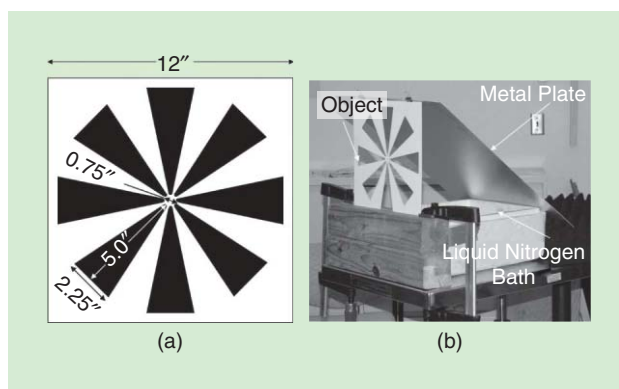 12″
0.75″
5.0″
2.25″
(a)
Object
Metal Plate
Liquid Nitrogen
Bath
(b)